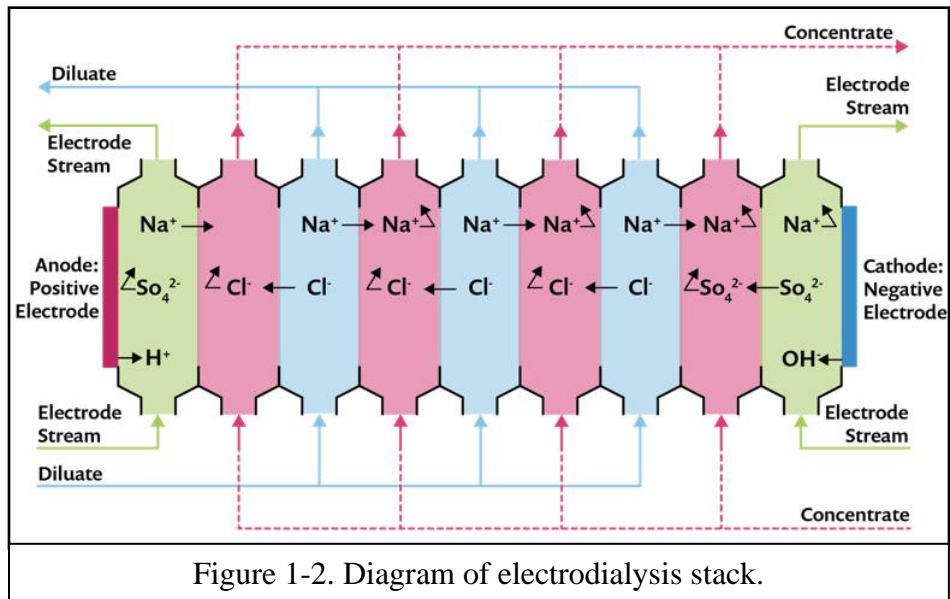 Concentrate
Diluate
Electrode
Stream
Electrode
Stream
Na⁺ Na⁺ Na⁺ Na⁺ Na⁺ Na⁺ Na⁺ Na⁺
Anode:
Positive
Electrode
So₄²⁻ Cl⁻ Cl⁻ Cl⁻ Cl⁻ Cl⁻ Cl⁻ So₄²⁻ So₄²⁻
Cathode:
Negative
Electrode
H⁺ OH⁻
Electrode
Stream
Electrode
Stream
Diluate
Concentrate
Figure 1-2. Diagram of electrodialysis stack.